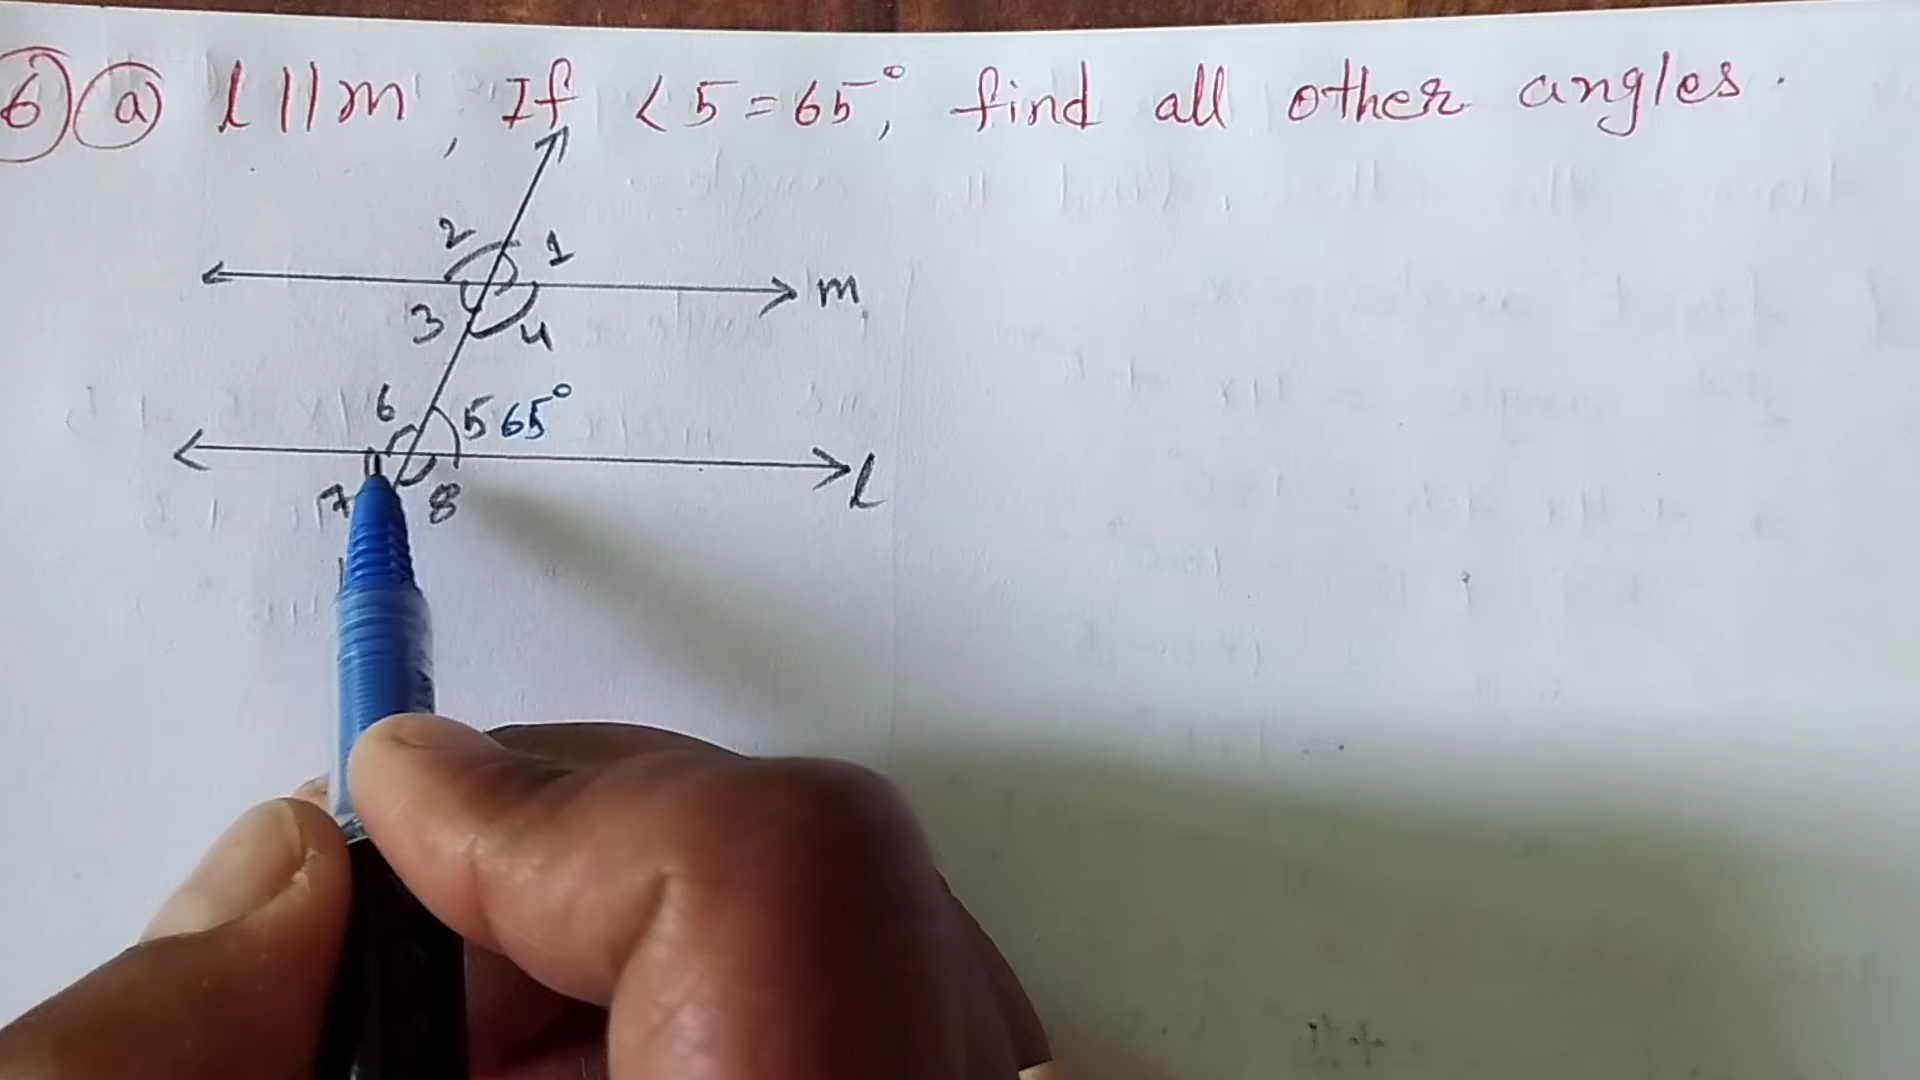 6 a l || m, If < 5 = 65°, find all other angles.
2 1
m
3 4
6 5 65°
7 8
l